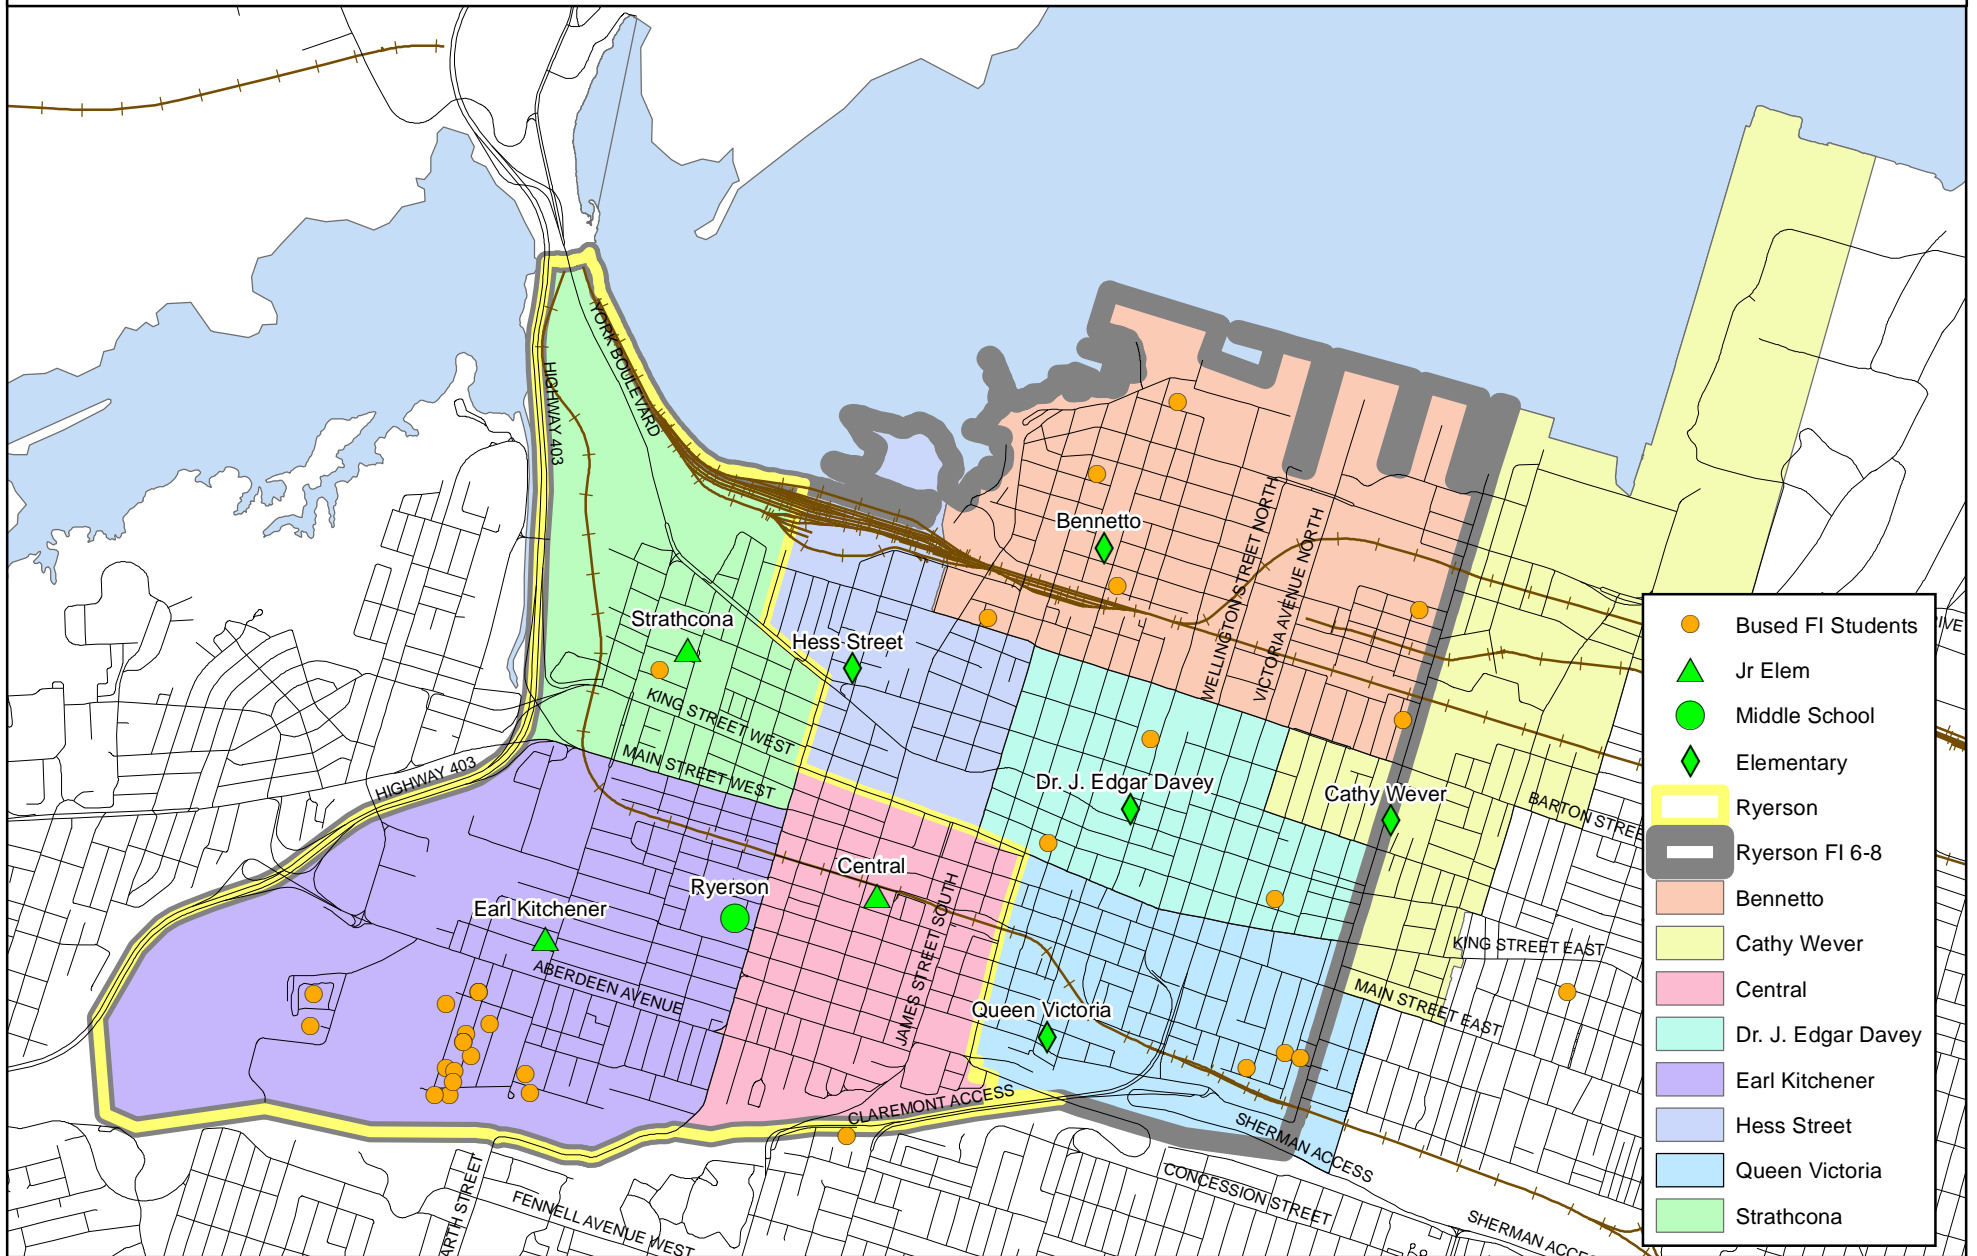 YORK BOULEVARD
HIGHWAY 403
Bennetto
WELLINGTON STREET NORTH
VICTORIA AVENUE NORTH
Strathcona
Hess Street
KING STREET WEST
MAIN STREET WEST
HIGHWAY 403
Dr. J. Edgar Davey
Cathy Wever
BARTON STREE
Central
Ryerson
Earl Kitchener
JAMES STREET SOUTH
KING STREET EAST
ABERDEEN AVENUE
MAIN STREET EAST
Queen Victoria
CLAREMONT ACCESS
SHERMAN ACCESS
CONCESSION STREET
ARTH STREET
FENNELL AVENUE WEST
SHERMAN ACCES
IVE
Bused FI Students
Jr Elem
Middle School
Elementary
Ryerson
Ryerson FI 6-8
Bennetto
Cathy Wever
Central
Dr. J. Edgar Davey
Earl Kitchener
Hess Street
Queen Victoria
Strathcona